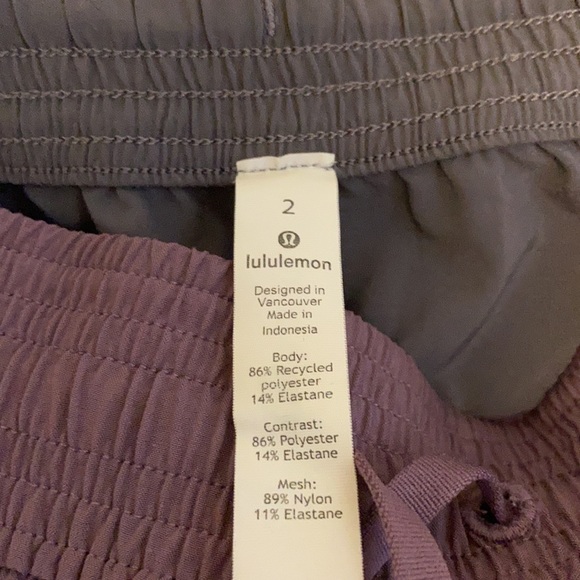 2
lululemon
Designed in
Vancouver
Made in
Indonesia
Body:
86% Recycled
polyester
14% Elastane
Contrast:
86% Polyester
14% Elastane
Mesh:
89% Nylon
11% Elastane